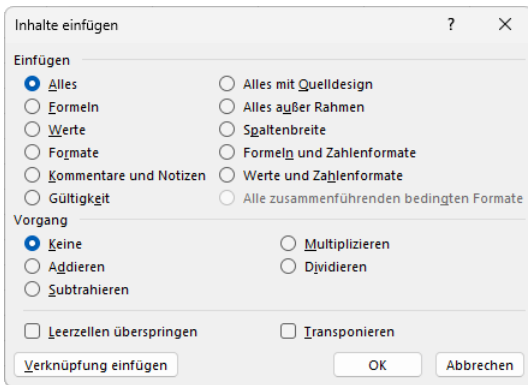 Inhalte einfügen ? ×
Einfügen
Alles Alles mit Quelldesign
Formeln Alles außer Rahmen
Werte Spaltenbreite
Formate Formeln und Zahlenformate
Kommentare und Notizen Werte und Zahlenformate
Gültigkeit Alle zusammenführenden bedingten Formate
Vorgang
Keine Multiplizieren
Addieren Dividieren
Subtrahieren
Leerzellen überspringen Transponieren
Verknüpfung einfügen OK Abbrechen